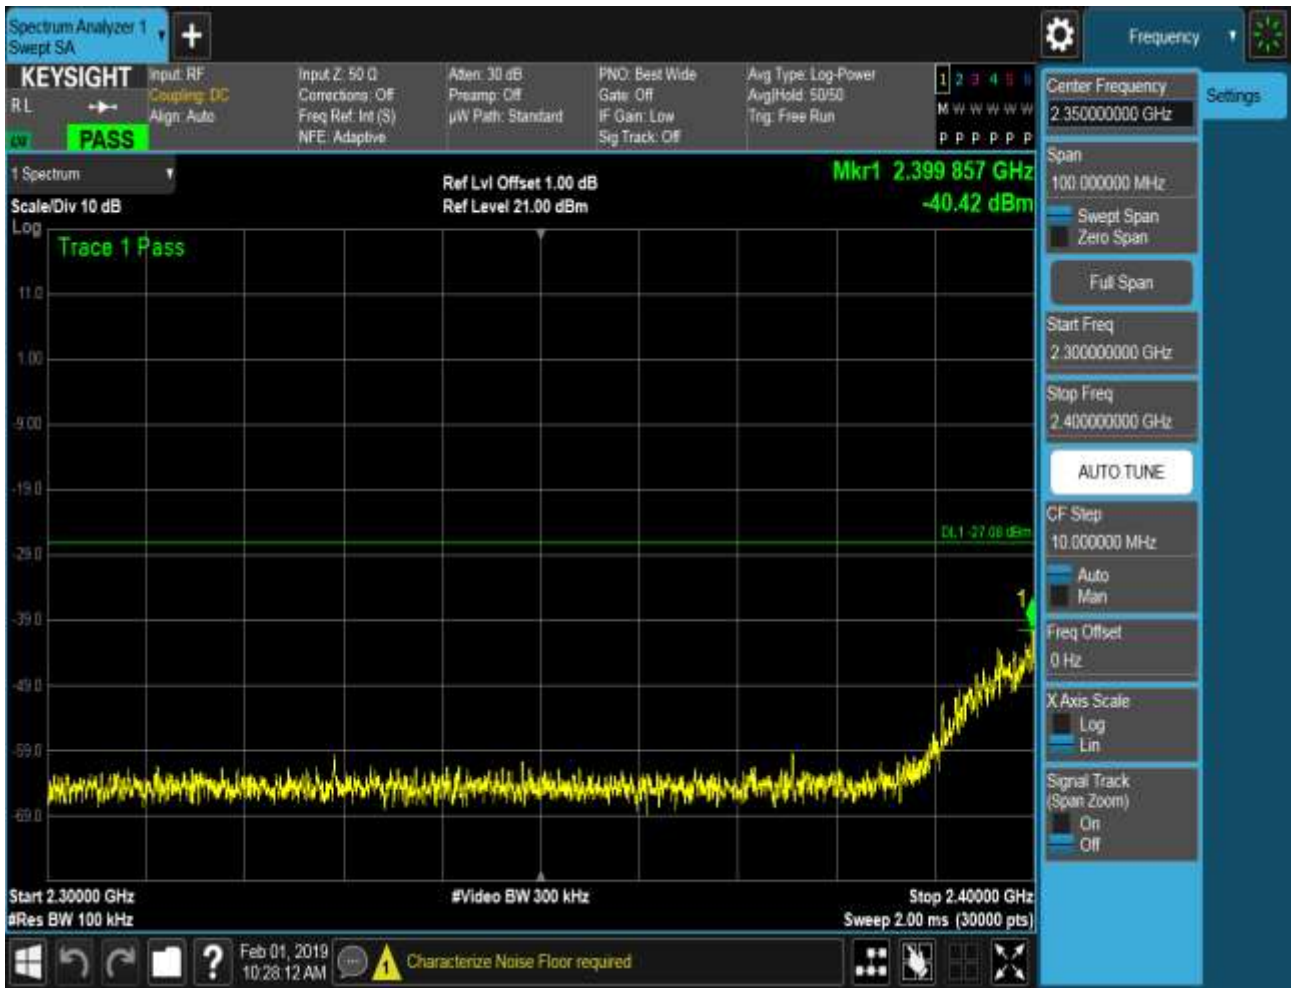 Spectrum Analyzer 1
Swept SA
+
Frequency
KEYSIGHT
R L
PASS
Input: RF
Coupling: DC
Align: Auto
Input Z: 50 Ω
Corrections: Off
Freq Ref: Int (S)
NFE: Adaptive
Atten: 30 dB
Preamp: Off
µW Path: Standard
PNO: Best Wide
Gate: Off
IF Gain: Low
Sig Track: Off
Avg Type: Log-Power
Avg|Hold: 50/50
Trig: Free Run
1 2 3 4 5 6
M W W W W W
P P P P P P
1 Spectrum
Scale/Div 10 dB
Ref Lvl Offset 1.00 dB
Ref Level 21.00 dBm
Mkr1 2.399 857 GHz
-40.42 dBm
Log
Trace 1 Pass
11.0
1.00
-9.00
-19.0
DL1 -27.08 dBm
-29.0
1
-39.0
-49.0
-59.0
-69.0
Start 2.30000 GHz
#Res BW 100 kHz
#Video BW 300 kHz
Stop 2.40000 GHz
Sweep 2.00 ms (30000 pts)
Center Frequency
2.350000000 GHz
Settings
Span
100.000000 MHz
Swept Span
Zero Span
Full Span
Start Freq
2.300000000 GHz
Stop Freq
2.400000000 GHz
AUTO TUNE
CF Step
10.000000 MHz
Auto
Man
Freq Offset
0 Hz
X Axis Scale
Log
Lin
Signal Track
(Span Zoom)
On
Off
?
Feb 01, 2019
10:28:12 AM
1
Characterize Noise Floor required